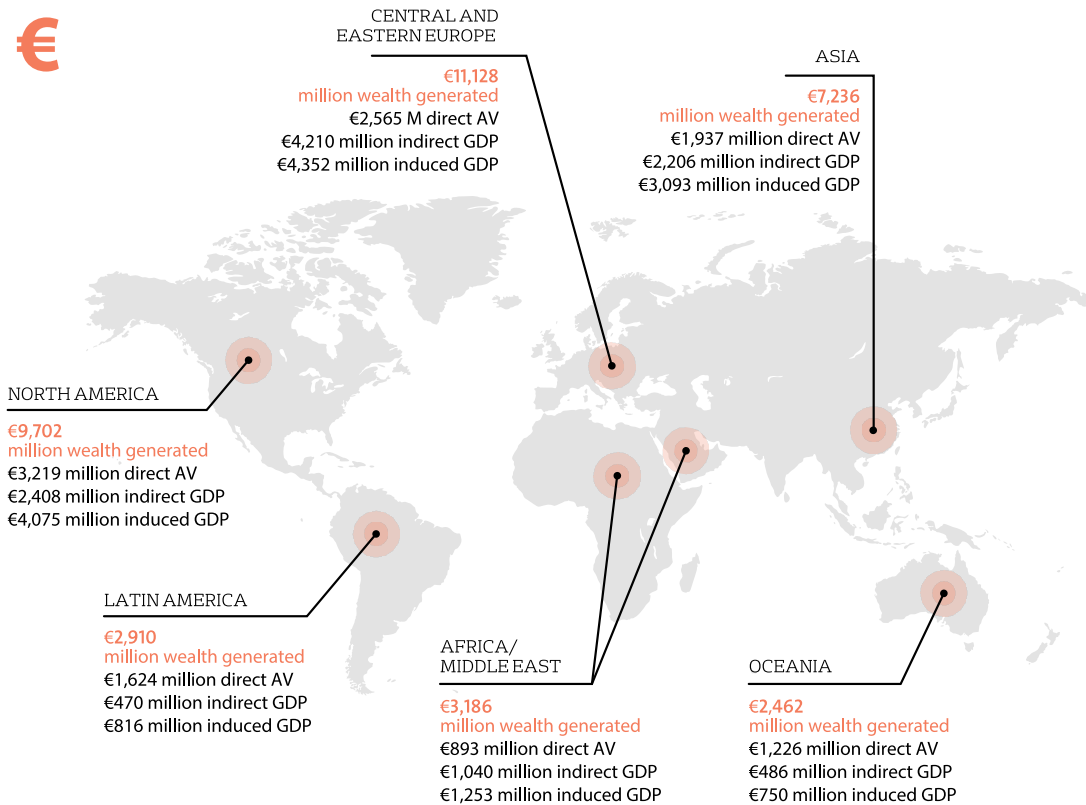 €
CENTRAL AND
EASTERN EUROPE
€11,128
million wealth generated
€2,565 M direct AV
€4,210 million indirect GDP
€4,352 million induced GDP
ASIA
€7,236
million wealth generated
€1,937 million direct AV
€2,206 million indirect GDP
€3,093 million induced GDP
NORTH AMERICA
€9,702
million wealth generated
€3,219 million direct AV
€2,408 million indirect GDP
€4,075 million induced GDP
LATIN AMERICA
€2,910
million wealth generated
€1,624 million direct AV
€470 million indirect GDP
€816 million induced GDP
AFRICA/
MIDDLE EAST
€3,186
million wealth generated
€893 million direct AV
€1,040 million indirect GDP
€1,253 million induced GDP
OCEANIA
€2,462
million wealth generated
€1,226 million direct AV
€486 million indirect GDP
€750 million induced GDP